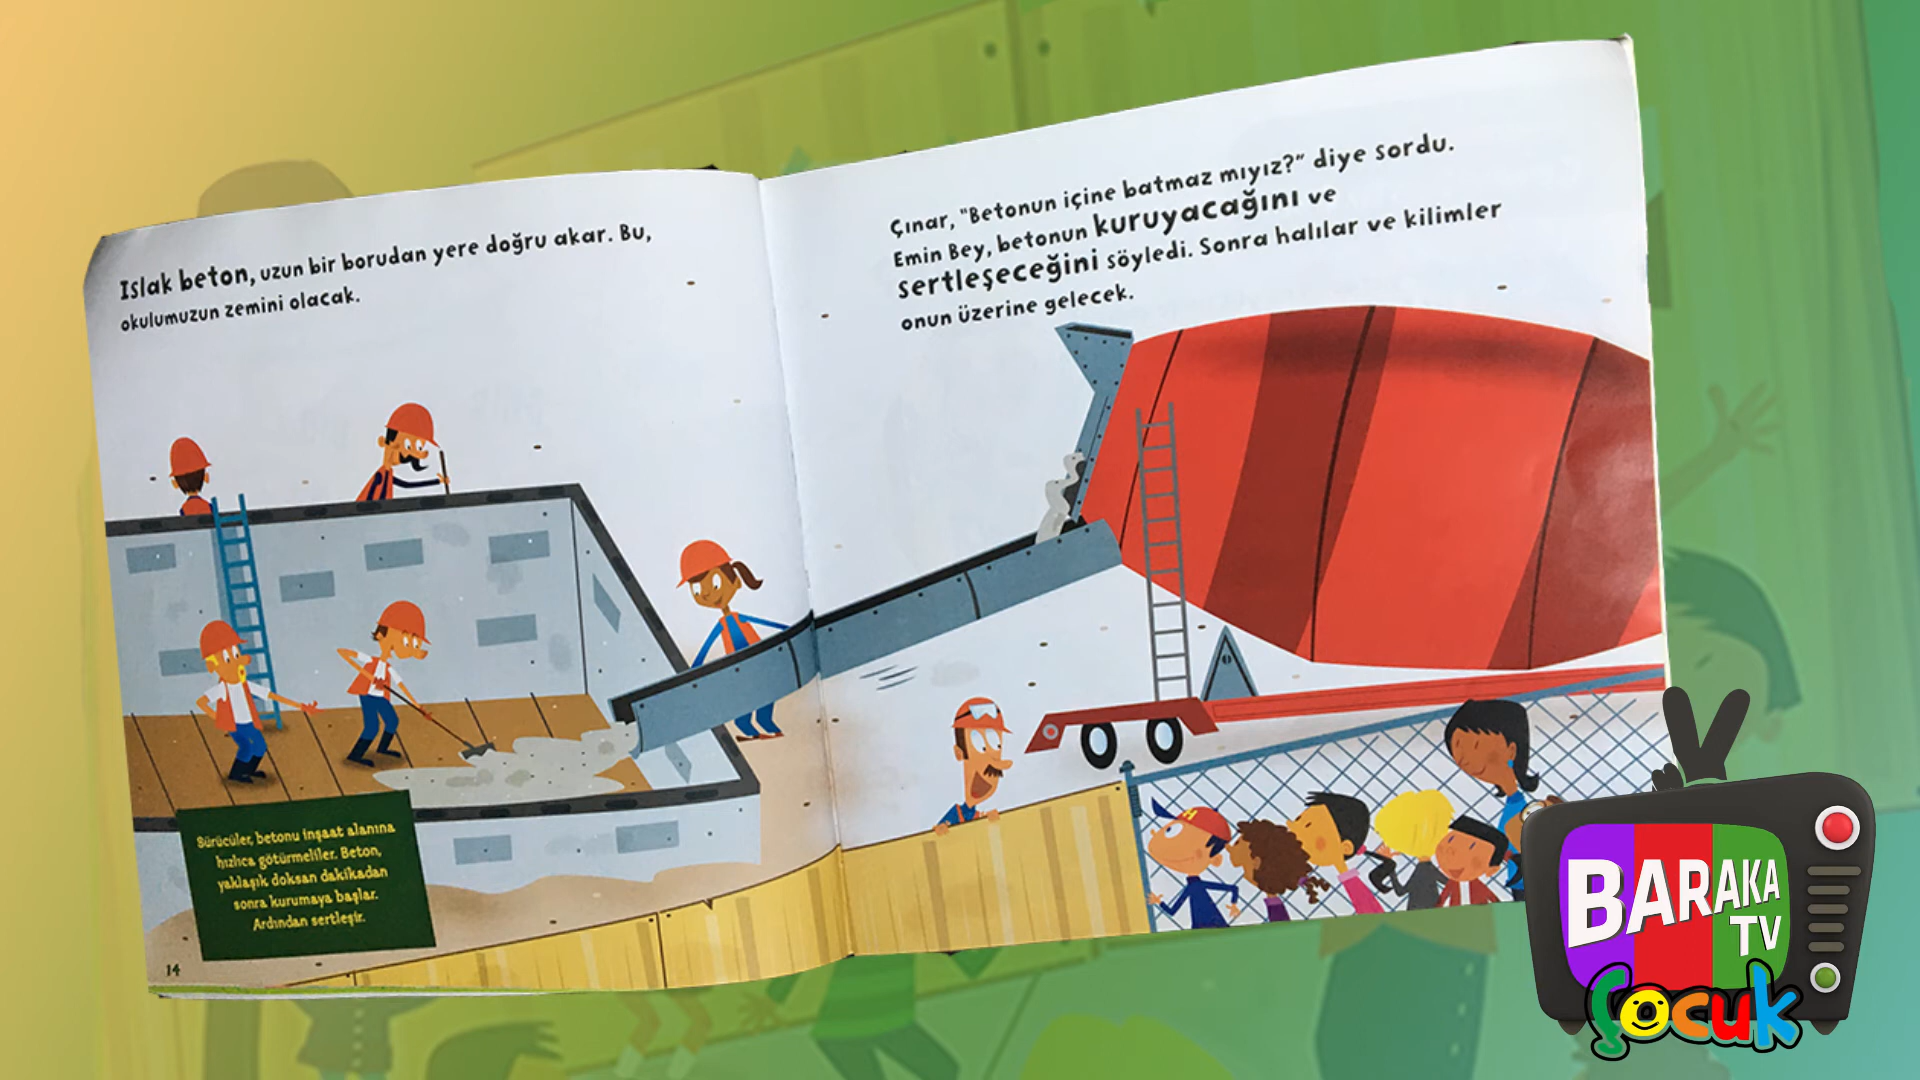 Islak beton, uzun bir borudan yere doğru akar. Bu,
okulumuzun zemini olacak.
Çınar, "Betonun içine batmaz mıyız?" diye sordu.
Emin Bey, betonun kuruyacağını ve
sertleşeceğini söyledi. Sonra halılar ve kilimler
onun üzerine gelecek.
Sürücüler, betonu inşaat alanına
hızlıca götürmeliler. Beton,
yaklaşık doksan dakikadan
sonra kurumaya başlar.
Ardından sertleşir.
14
BARAKA
TV
Çocuk